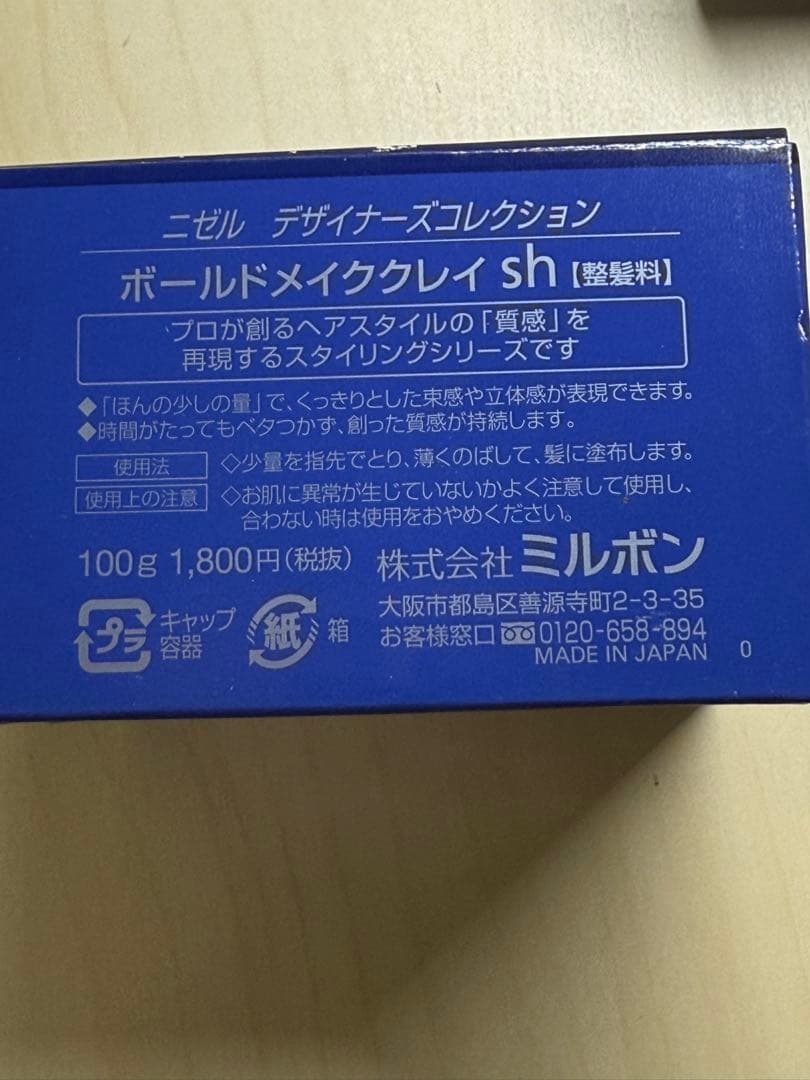 ニゼル デザイナーズコレクション
ボールドメイククレイ sh【整髪料】
プロが創るヘアスタイルの「質感」を
再現するスタイリングシリーズです
◆「ほんの少しの量」で、くっきりとした束感や立体感が表現できます。
◆時間がたってもベタつかず、創った質感が持続します。
使用法 ◇少量を指先でとり、薄くのばして、髪に塗布します。
使用上の注意 ◇お肌に異常が生じていないかよく注意して使用し、
合わない時は使用をおやめください。
100g 1,800円(税抜) 株式会社 ミルボン
大阪市都島区善源寺町2-3-35
プラ キャップ 容器 紙 箱
お客様窓口 0120-658-894
MADE IN JAPAN 0